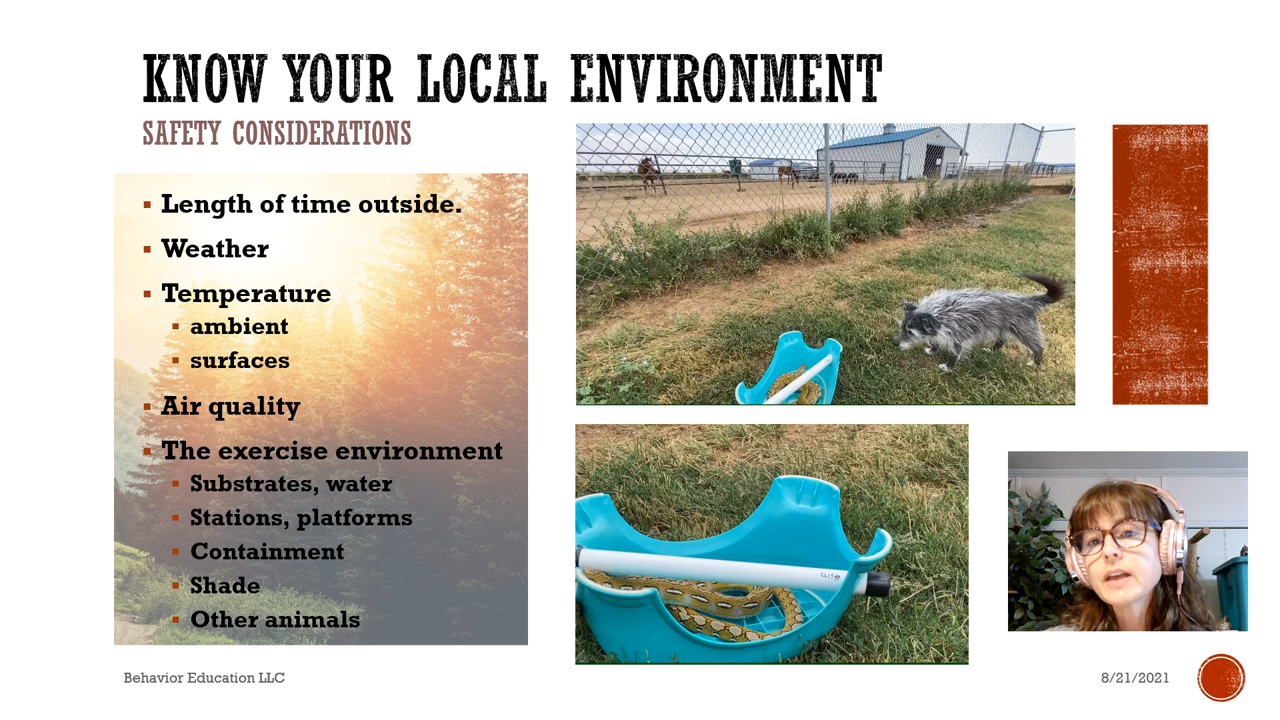 KNOW YOUR LOCAL ENVIRONMENT
SAFETY CONSIDERATIONS
Length of time outside.
Weather
Temperature
ambient
surfaces
Air quality
The exercise environment
Substrates, water
Stations, platforms
Containment
Shade
Other animals
Behavior Education LLC
8/21/2021